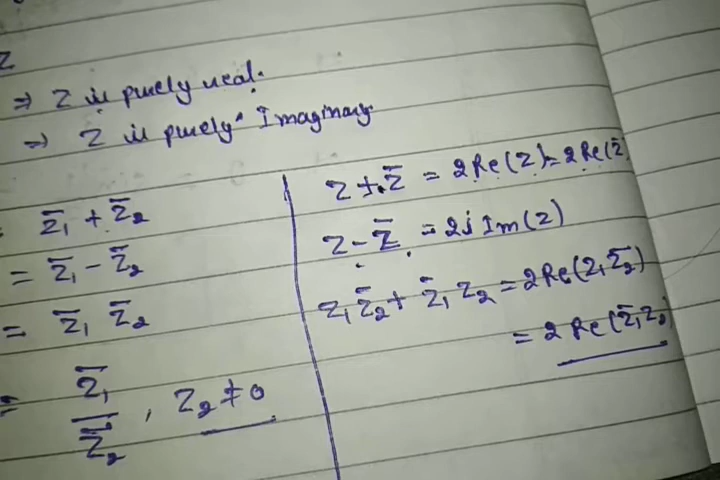 z
⇒ z is purely real.
⇒ z is purely Imaginary
= z̄₁ + z̄₂
= z̄₁ - z̄₂
= z̄₁ z̄₂
= z̄₁ / z̄₂ , z₂ ≠ 0
z + z̄ = 2Re(z) = 2Re(z̄)
z - z̄ = 2i Im(z)
z₁z̄₂ + z̄₁z₂ = 2Re(z₁z̄₂)
= 2Re(z̄₁z₂)